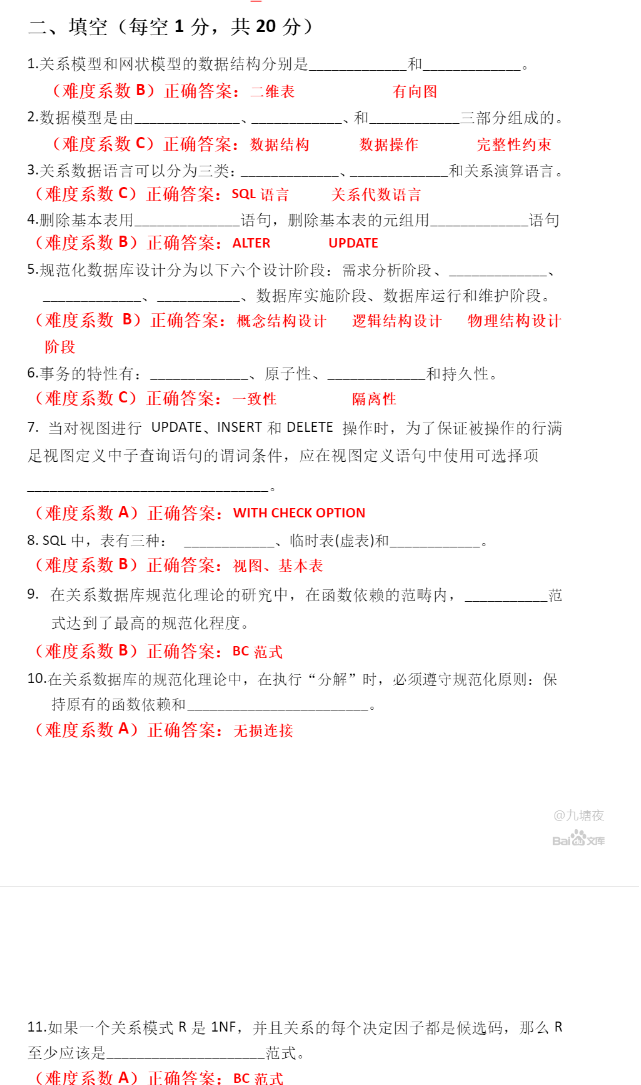 二、填空（每空 1 分，共 20 分）
1.关系模型和网状模型的数据结构分别是_____________和_____________。
（难度系数 B）正确答案：二维表 有向图
2.数据模型是由______________、____________、和____________三部分组成的。
（难度系数 C）正确答案：数据结构 数据操作 完整性约束
3.关系数据语言可以分为三类：_____________、_____________和关系演算语言。
（难度系数 C）正确答案：SQL 语言 关系代数语言
4.删除基本表用______________语句，删除基本表的元组用_____________语句
（难度系数 B）正确答案：ALTER UPDATE
5.规范化数据库设计分为以下六个设计阶段：需求分析阶段、_____________、
_____________、___________、数据库实施阶段、数据库运行和维护阶段。
（难度系数 B）正确答案：概念结构设计 逻辑结构设计 物理结构设计
阶段
6.事务的特性有：_____________、原子性、_____________和持久性。
（难度系数 C）正确答案：一致性 隔离性
7. 当对视图进行 UPDATE、INSERT 和 DELETE 操作时，为了保证被操作的行满
足视图定义中子查询语句的谓词条件，应在视图定义语句中使用可选择项
________________________________。
（难度系数 A）正确答案：WITH CHECK OPTION
8. SQL 中，表有三种： ____________、临时表(虚表)和____________。
（难度系数 B）正确答案：视图、基本表
9. 在关系数据库规范化理论的研究中，在函数依赖的范畴内，___________范
式达到了最高的规范化程度。
（难度系数 B）正确答案：BC 范式
10.在关系数据库的规范化理论中，在执行“分解”时，必须遵守规范化原则：保
持原有的函数依赖和________________________。
（难度系数 A）正确答案：无损连接
@九塘夜
Bai文库
11.如果一个关系模式 R 是 1NF，并且关系的每个决定因子都是候选码，那么 R
至少应该是_____________________范式。
（难度系数 A）正确答案：BC 范式